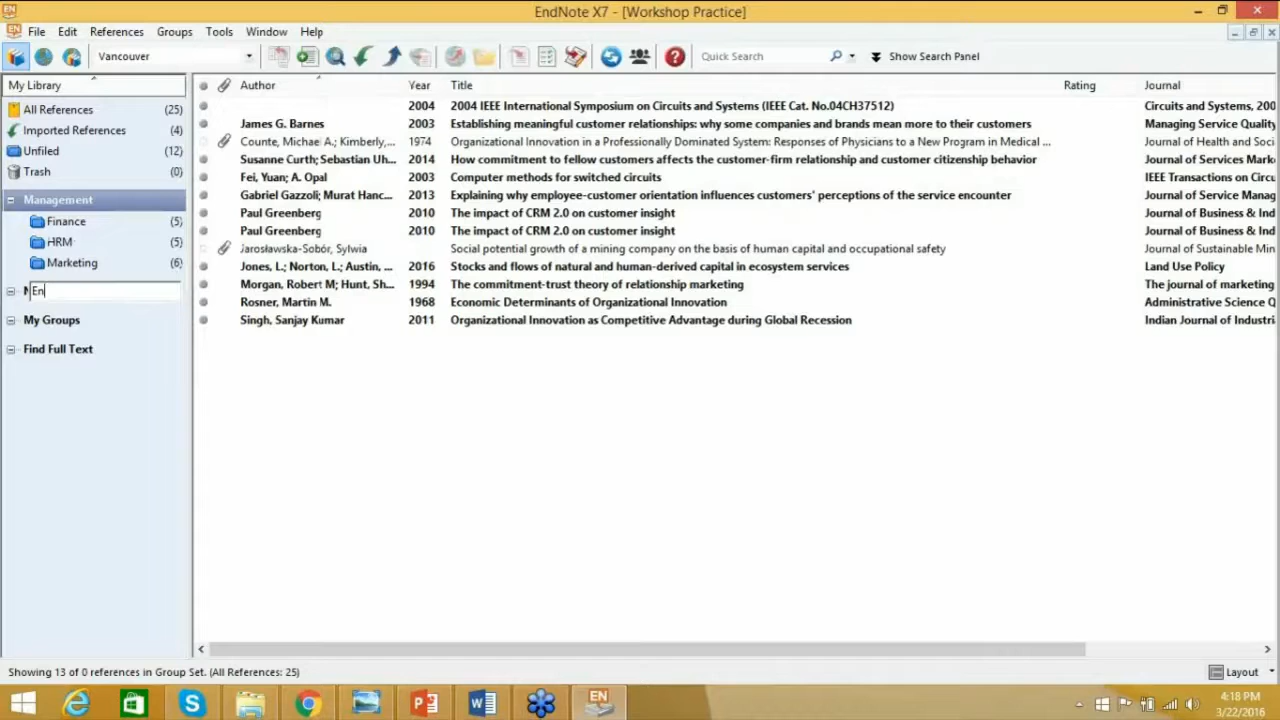 EN EndNote X7 - [Workshop Practice]
File Edit References Groups Tools Window Help
Vancouver Quick Search Show Search Panel
My Library Author Year Title Rating Journal
All References (25)
Imported References (4)
Unfiled (12)
Trash (0)
Management
Finance (5)
HRM (5)
Marketing (6)
En
My Groups
Find Full Text
2004 2004 IEEE International Symposium on Circuits and Systems (IEEE Cat. No.04CH37512) Circuits and Systems, 200
James G. Barnes 2003 Establishing meaningful customer relationships: why some companies and brands mean more to their customers Managing Service Quality
Counte, Michael A.; Kimberly,... 1974 Organizational Innovation in a Professionally Dominated System: Responses of Physicians to a New Program in Medical ... Journal of Health and Soci
Susanne Curth; Sebastian Uh... 2014 How commitment to fellow customers affects the customer-firm relationship and customer citizenship behavior Journal of Services Marke
Fei, Yuan; A. Opal 2003 Computer methods for switched circuits IEEE Transactions on Circu
Gabriel Gazzoli; Murat Hanc... 2013 Explaining why employee-customer orientation influences customers' perceptions of the service encounter Journal of Service Manag
Paul Greenberg 2010 The impact of CRM 2.0 on customer insight Journal of Business & Ind
Paul Greenberg 2010 The impact of CRM 2.0 on customer insight Journal of Business & Ind
Jarosławska-Sobór, Sylwia Social potential growth of a mining company on the basis of human capital and occupational safety Journal of Sustainable Min
Jones, L.; Norton, L.; Austin, ... 2016 Stocks and flows of natural and human-derived capital in ecosystem services Land Use Policy
Morgan, Robert M; Hunt, Sh... 1994 The commitment-trust theory of relationship marketing The journal of marketing
Rosner, Martin M. 1968 Economic Determinants of Organizational Innovation Administrative Science Q
Singh, Sanjay Kumar 2011 Organizational Innovation as Competitive Advantage during Global Recession Indian Journal of Industri
Showing 13 of 0 references in Group Set. (All References: 25) Layout
EN 4:18 PM
3/22/2016